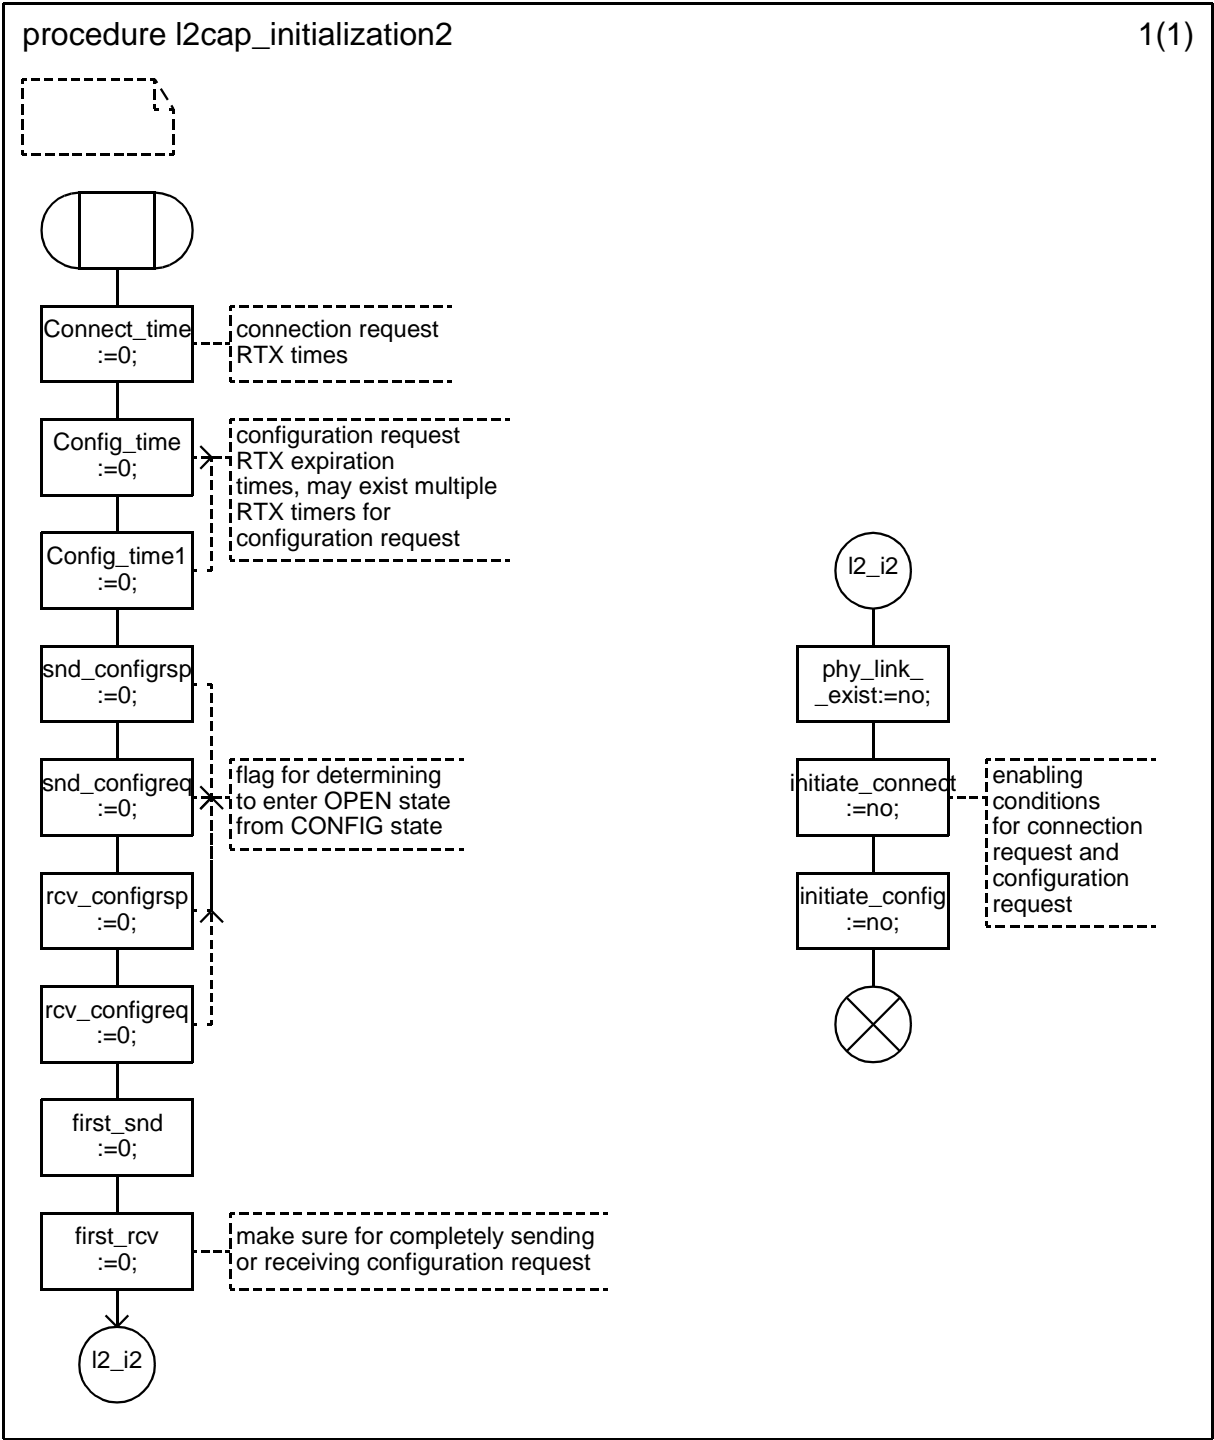 procedure l2cap_initialization2
1(1)
Connect_time
:=0;
connection request
RTX times
Config_time
:=0;
configuration request
RTX expiration
times, may exist multiple
RTX timers for
configuration request
Config_time1
:=0;
snd_configrsp
:=0;
snd_configreq
:=0;
flag for determining
to enter OPEN state
from CONFIG state
rcv_configrsp
:=0;
rcv_configreq
:=0;
first_snd
:=0;
first_rcv
:=0;
make sure for completely sending
or receiving configuration request
l2_i2
l2_i2
phy_link_
_exist:=no;
initiate_connect
:=no;
enabling
conditions
for connection
request and
configuration
request
initiate_config
:=no;